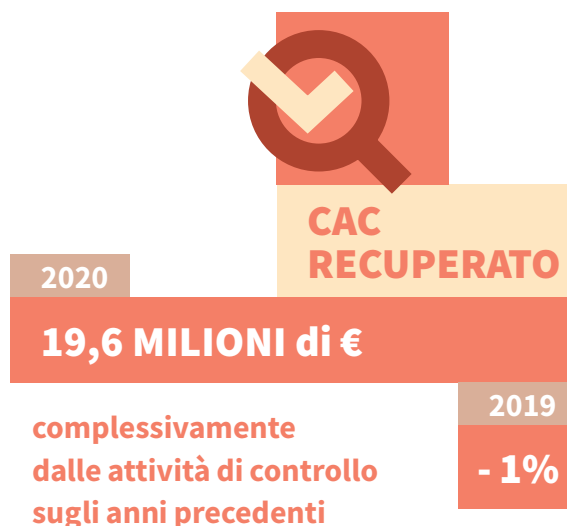 CAC
RECUPERATO
2020
19,6 MILIONI di €
2019
- 1%
complessivamente
dalle attività di controllo
sugli anni precedenti